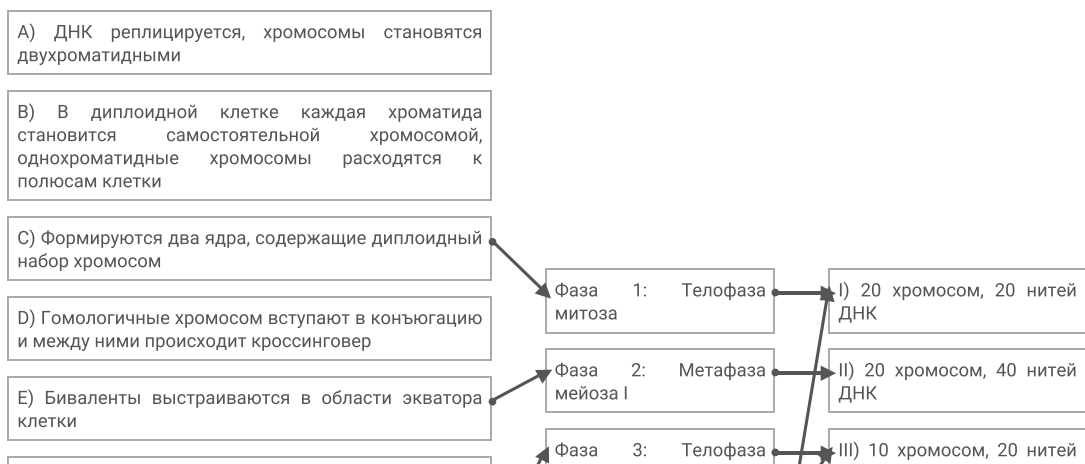 A) ДНК реплицируется, хромосомы становятся
двухроматидными
B) В диплоидной клетке каждая хроматида
становится самостоятельной хромосомой,
однохроматидные хромосомы расходятся к
полюсам клетки
C) Формируются два ядра, содержащие диплоидный
набор хромосом
D) Гомологичные хромосом вступают в конъюгацию
и между ними происходит кроссинговер
E) Биваленты выстраиваются в области экватора
клетки
Фаза 1: Телофаза
митоза
Фаза 2: Метафаза
мейоза I
Фаза 3: Телофаза
I) 20 хромосом, 20 нитей
ДНК
II) 20 хромосом, 40 нитей
ДНК
III) 10 хромосом, 20 нитей